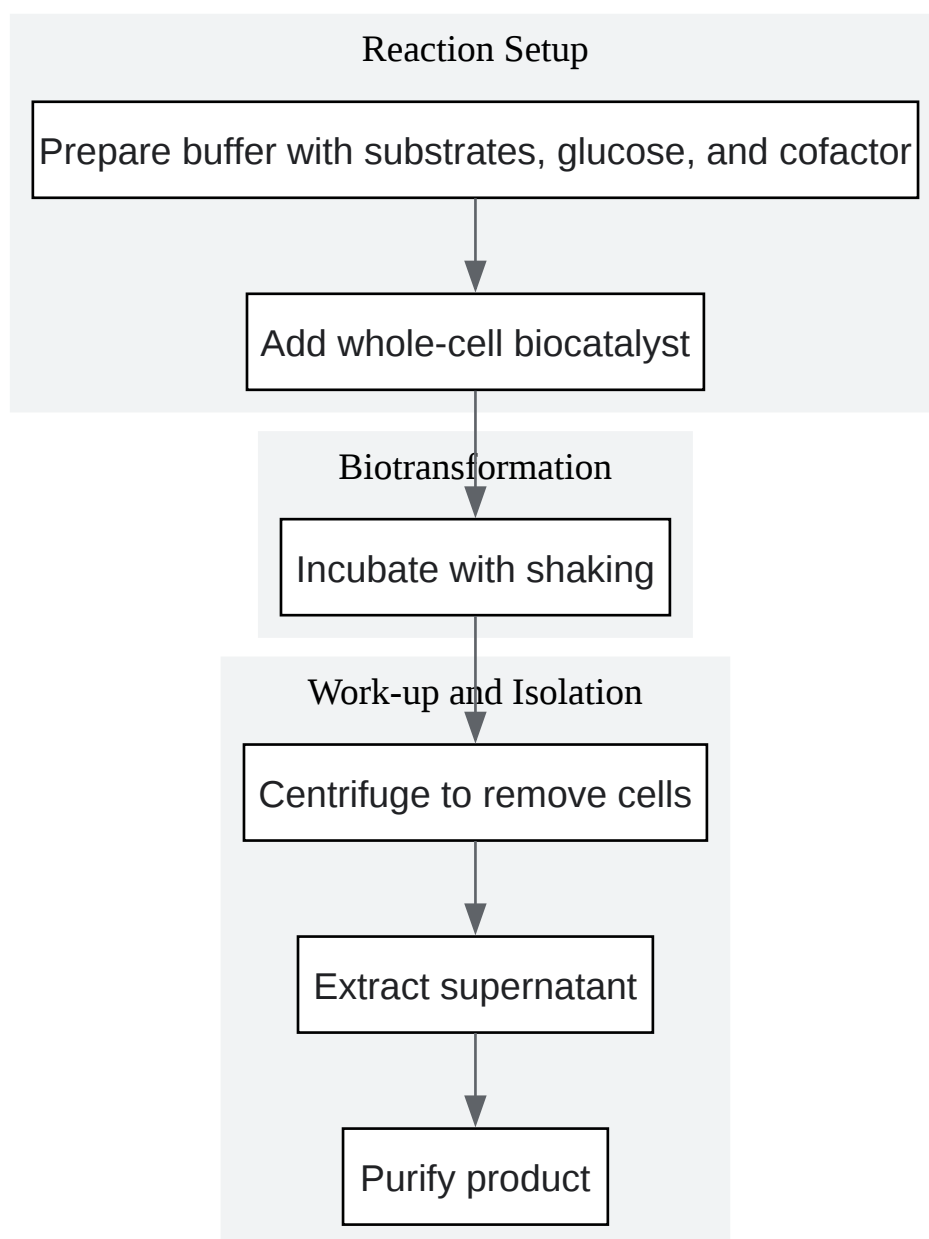 Reaction Setup
Prepare buffer with substrates, glucose, and cofactor
Add whole-cell biocatalyst
Biotransformation
Incubate with shaking
Work-up and Isolation
Centrifuge to remove cells
Extract supernatant
Purify product